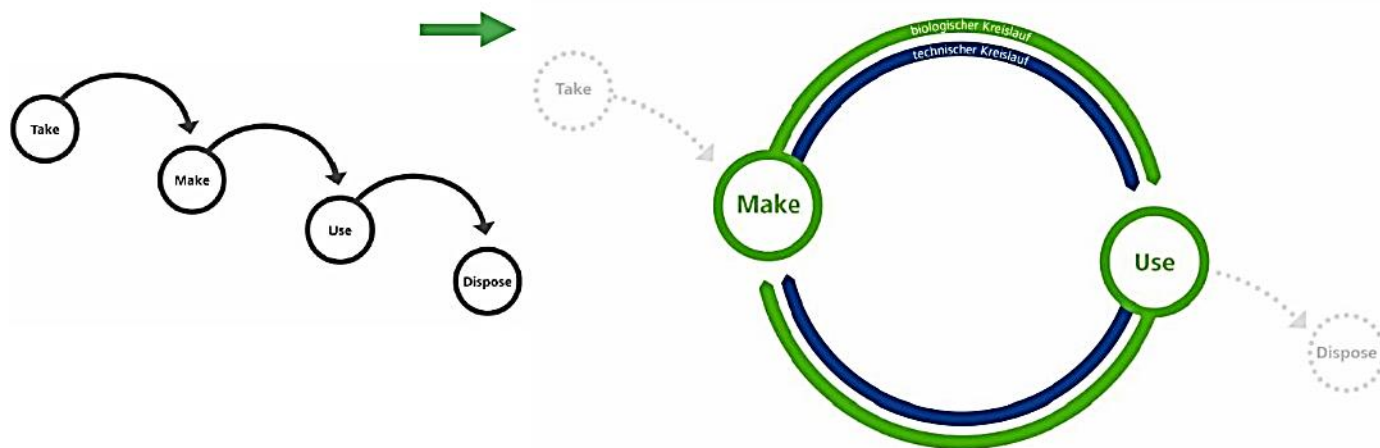 Take
Make
Use
Dispose
biologischer Kreislauf
technischer Kreislauf
Take
Make
Use
Dispose